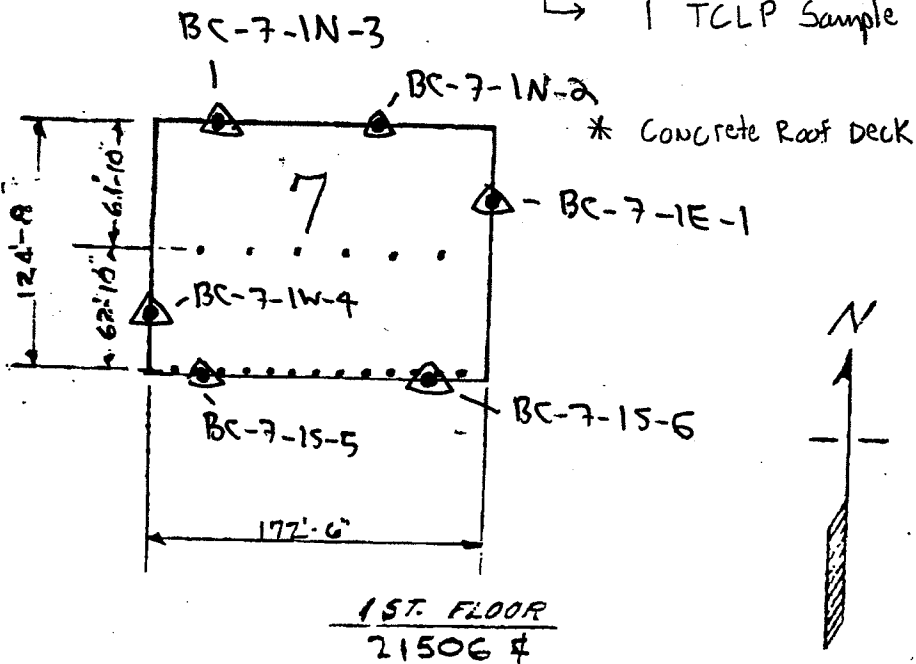 BC-7-1N-3
↳ 1 TCLP Sample
BC-7-1N-2
* Concrete Roof Deck
124'-8"
61'-10"
7
BC-7-1E-1
62'-10"
BC-7-1W-4
N
BC-7-1S-5
BC-7-1S-6
172'-6"
1ST. FLOOR
21506 ⌗